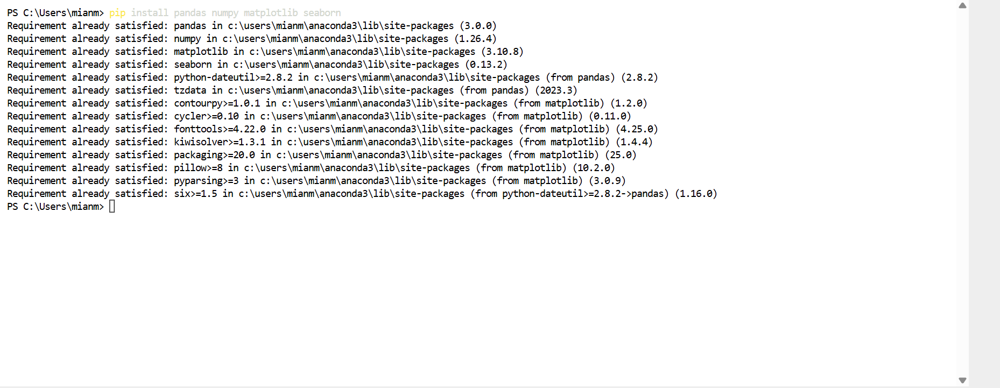 PS C:\Users\mianm> pip install pandas numpy matplotlib seaborn
Requirement already satisfied: pandas in c:\users\mianm\anaconda3\lib\site-packages (3.0.0)
Requirement already satisfied: numpy in c:\users\mianm\anaconda3\lib\site-packages (1.26.4)
Requirement already satisfied: matplotlib in c:\users\mianm\anaconda3\lib\site-packages (3.10.8)
Requirement already satisfied: seaborn in c:\users\mianm\anaconda3\lib\site-packages (0.13.2)
Requirement already satisfied: python-dateutil>=2.8.2 in c:\users\mianm\anaconda3\lib\site-packages (from pandas) (2.8.2)
Requirement already satisfied: tzdata in c:\users\mianm\anaconda3\lib\site-packages (from pandas) (2023.3)
Requirement already satisfied: contourpy>=1.0.1 in c:\users\mianm\anaconda3\lib\site-packages (from matplotlib) (1.2.0)
Requirement already satisfied: cycler>=0.10 in c:\users\mianm\anaconda3\lib\site-packages (from matplotlib) (0.11.0)
Requirement already satisfied: fonttools>=4.22.0 in c:\users\mianm\anaconda3\lib\site-packages (from matplotlib) (4.25.0)
Requirement already satisfied: kiwisolver>=1.3.1 in c:\users\mianm\anaconda3\lib\site-packages (from matplotlib) (1.4.4)
Requirement already satisfied: packaging>=20.0 in c:\users\mianm\anaconda3\lib\site-packages (from matplotlib) (25.0)
Requirement already satisfied: pillow>=8 in c:\users\mianm\anaconda3\lib\site-packages (from matplotlib) (10.2.0)
Requirement already satisfied: pyparsing>=3 in c:\users\mianm\anaconda3\lib\site-packages (from matplotlib) (3.0.9)
Requirement already satisfied: six>=1.5 in c:\users\mianm\anaconda3\lib\site-packages (from python-dateutil>=2.8.2->pandas) (1.16.0)
PS C:\Users\mianm>